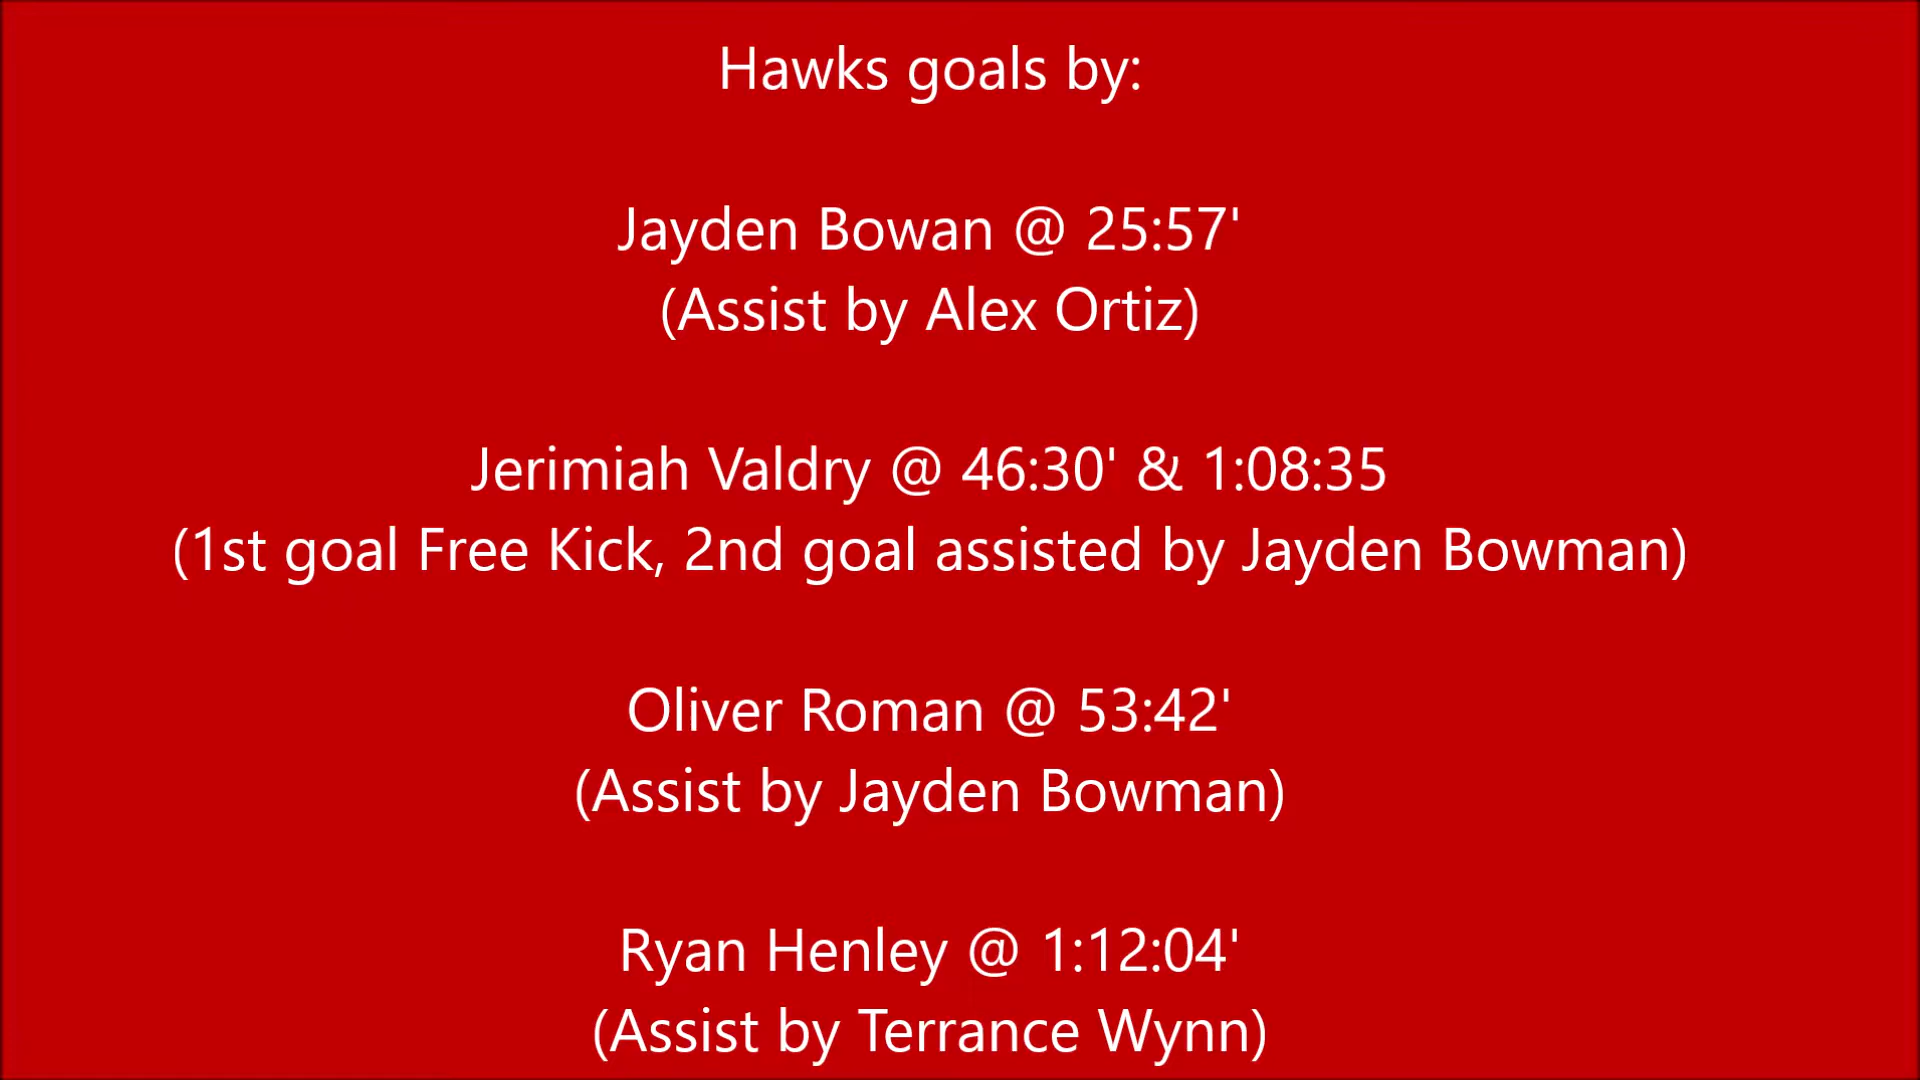 Hawks goals by:
Jayden Bowan @ 25:57'
(Assist by Alex Ortiz)
Jerimiah Valdry @ 46:30' & 1:08:35
(1st goal Free Kick, 2nd goal assisted by Jayden Bowman)
Oliver Roman @ 53:42'
(Assist by Jayden Bowman)
Ryan Henley @ 1:12:04'
(Assist by Terrance Wynn)